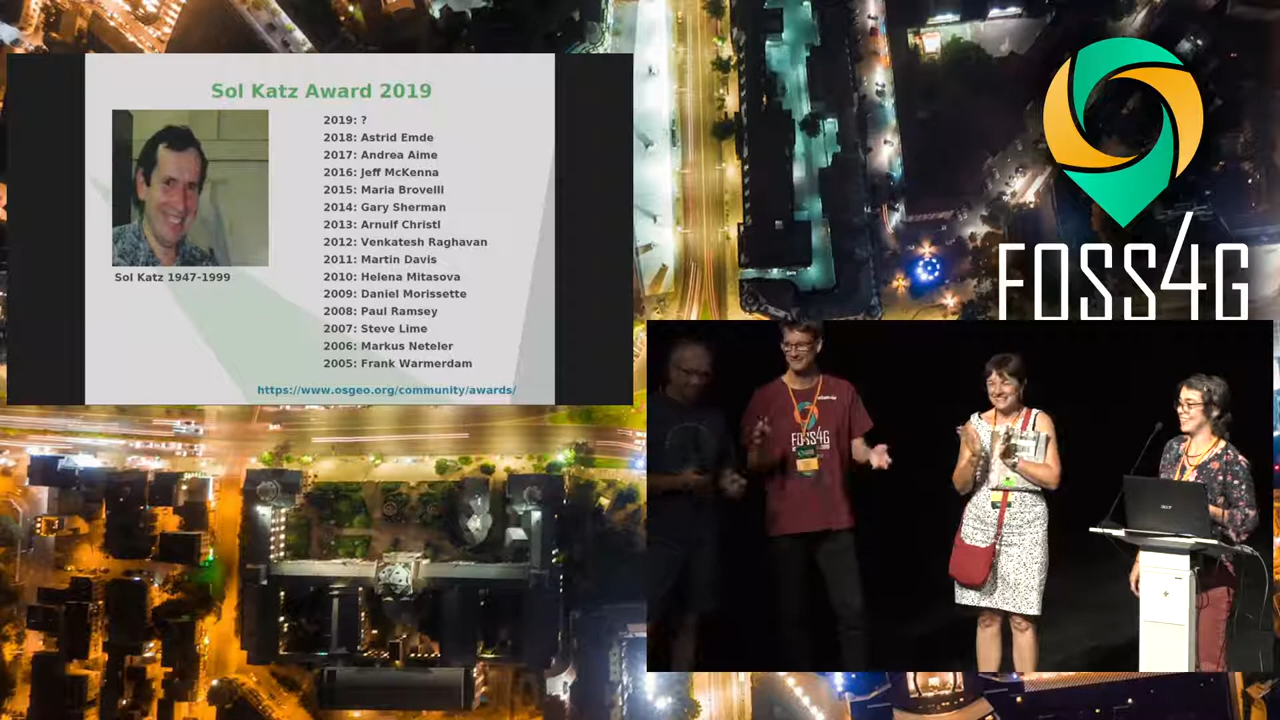 Sol Katz Award 2019
2019: ?
2018: Astrid Emde
2017: Andrea Aime
2016: Jeff McKenna
2015: Maria Brovelli
2014: Gary Sherman
2013: Arnulf Christl
2012: Venkatesh Raghavan
2011: Martin Davis
2010: Helena Mitasova
2009: Daniel Morissette
2008: Paul Ramsey
2007: Steve Lime
2006: Markus Neteler
2005: Frank Warmerdam
Sol Katz 1947-1999
https://www.osgeo.org/community/awards/
FOSS4G
FOSS4G
acer